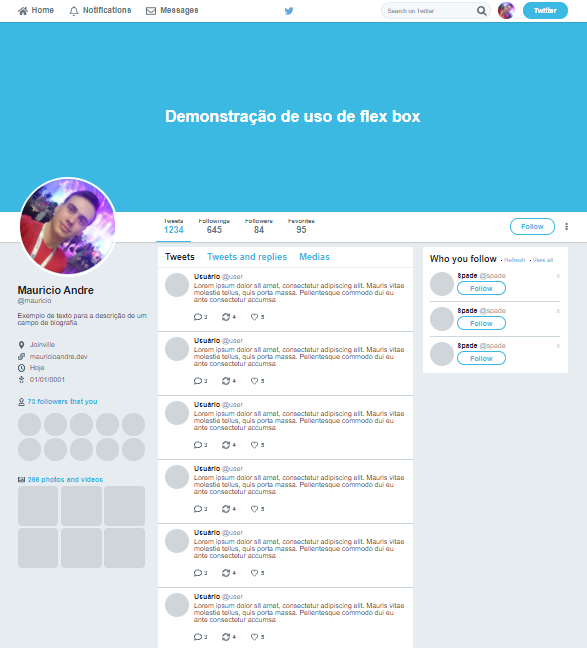 Home Notifications Messages
Search on Twitter
Twitter
Demonstração de uso de flex box
Tweets Followings Followers Favorites
1234 645 84 95
Follow
Mauricio Andre
@mauricio
Exemplo de texto para a descrição de um
campo de biografia
Joinville
mauricioandre.dev
Hoje
01/01/0001
73 followers that you
288 photos and videos
Tweets Tweets and replies Medias
Usuário @user
Lorem ipsum dolor sit amet, consectetur adipiscing elit. Mauris vitae
molestie tellus, quis porta massa. Pellentesque commodo dui eu
ante consectetur accumsa
3 4 5
Usuário @user
Lorem ipsum dolor sit amet, consectetur adipiscing elit. Mauris vitae
molestie tellus, quis porta massa. Pellentesque commodo dui eu
ante consectetur accumsa
3 4 5
Usuário @user
Lorem ipsum dolor sit amet, consectetur adipiscing elit. Mauris vitae
molestie tellus, quis porta massa. Pellentesque commodo dui eu
ante consectetur accumsa
3 4 5
Usuário @user
Lorem ipsum dolor sit amet, consectetur adipiscing elit. Mauris vitae
molestie tellus, quis porta massa. Pellentesque commodo dui eu
ante consectetur accumsa
3 4 5
Usuário @user
Lorem ipsum dolor sit amet, consectetur adipiscing elit. Mauris vitae
molestie tellus, quis porta massa. Pellentesque commodo dui eu
ante consectetur accumsa
3 4 5
Usuário @user
Lorem ipsum dolor sit amet, consectetur adipiscing elit. Mauris vitae
molestie tellus, quis porta massa. Pellentesque commodo dui eu
ante consectetur accumsa
3 4 5
Who you follow • Refresh • View all
Spade @spade x
Follow
Spade @spade x
Follow
Spade @spade x
Follow